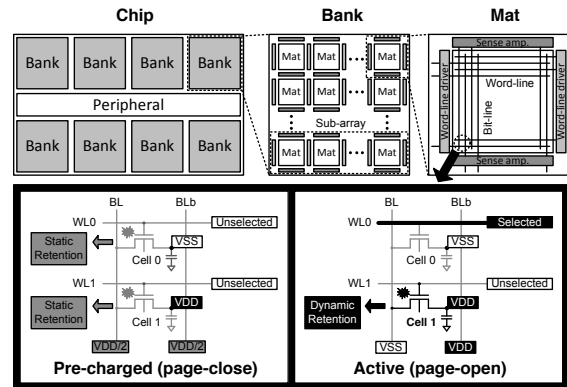 Chip
Bank
Mat
Bank Bank Bank Bank
Peripheral
Bank Bank Bank Bank
Mat Mat ••• Mat
Mat Mat ••• Mat
Sub-array
Mat Mat ••• Mat
Sense amp.
Word-line driver
Word-line
Bit-line
Word-line driver
Sense amp.
BL BLb
WL0 Unselected
Static
Retention
VSS
Cell 0
WL1 Unselected
Static
Retention
VDD
Cell 1
VDD/2 VDD/2
Pre-charged (page-close)
BL BLb
WL0 Selected
VSS
Cell 0
WL1 Unselected
Dynamic
Retention
VDD
Cell 1
VSS VDD
Active (page-open)